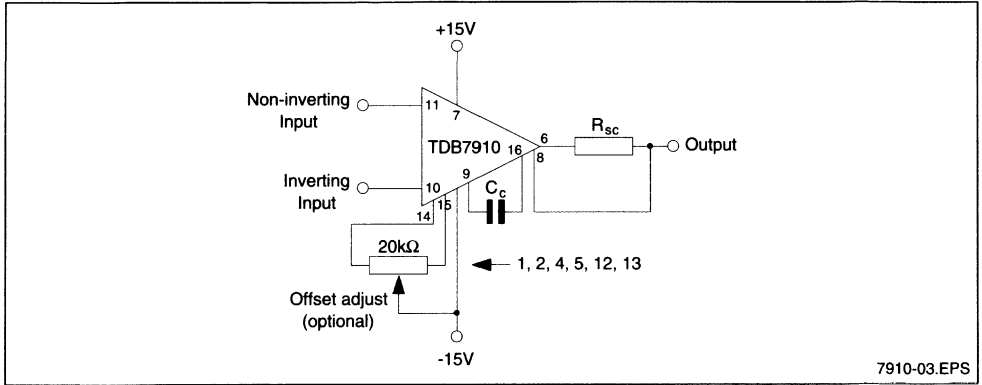 +15V
Non-inverting
Input
11
7
TDB7910
6
R_sc
Output
16
8
9
C_c
Inverting
Input
10
15
14
20kΩ
1, 2, 4, 5, 12, 13
Offset adjust
(optional)
-15V
7910-03.EPS